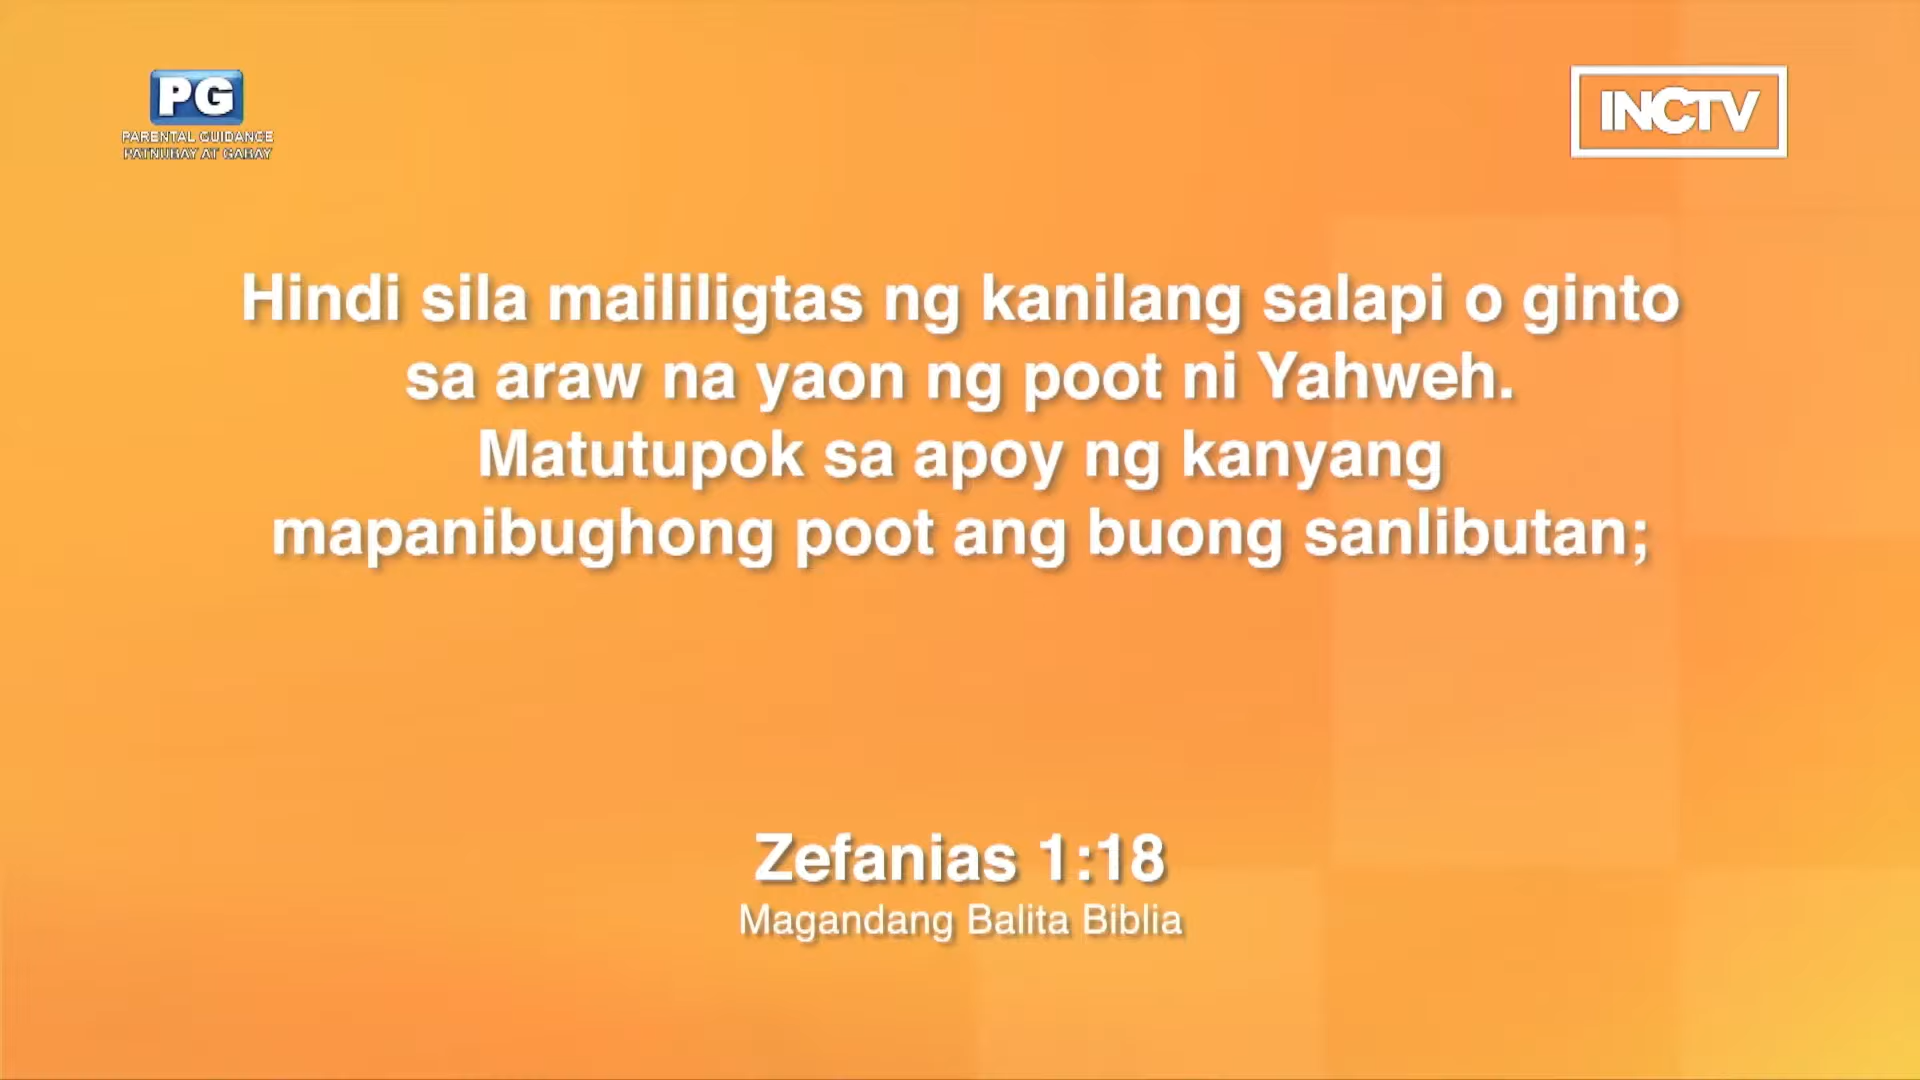 PG
PARENTAL GUIDANCE
PATNUBAY AT GABAY
INCTV
Hindi sila maililigtas ng kanilang salapi o ginto
sa araw na yaon ng poot ni Yahweh.
Matutupok sa apoy ng kanyang
mapanibughong poot ang buong sanlibutan;
Zefanias 1:18
Magandang Balita Biblia